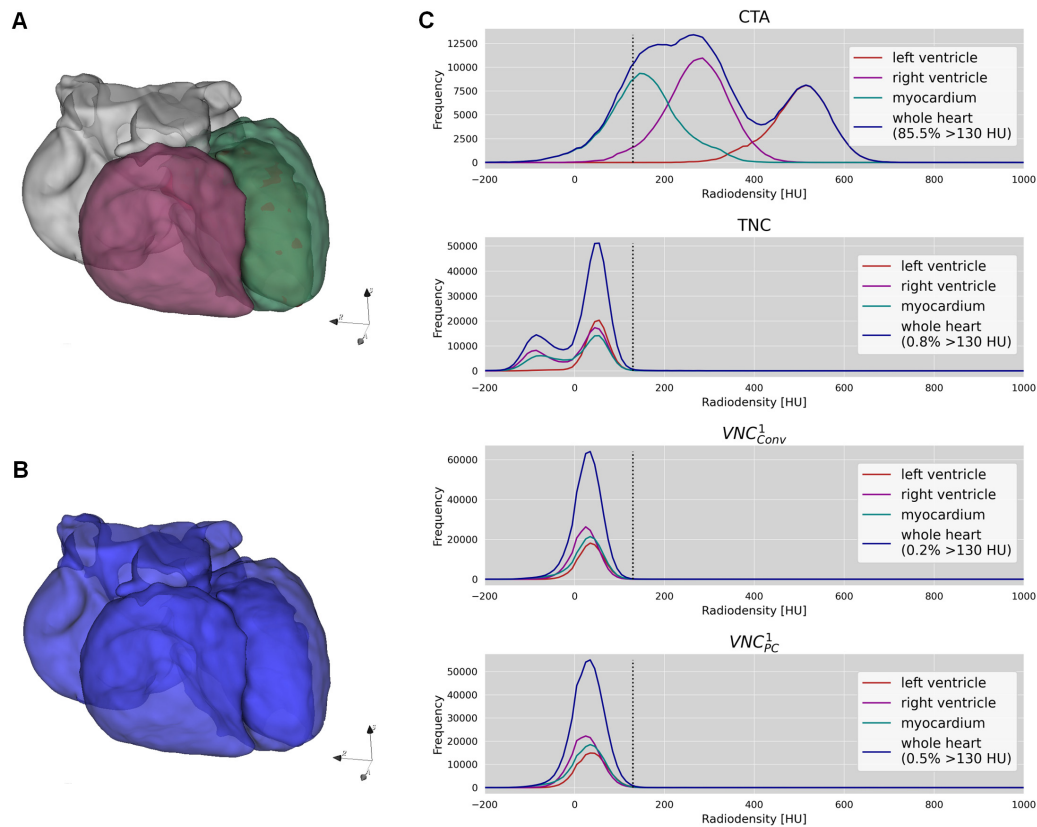 A
B
C
CTA
Frequency
12500
10000
7500
5000
2500
0
left ventricle
right ventricle
myocardium
whole heart
(85.5% >130 HU)
−200 0 200 400 600 800 1000
Radiodensity [HU]
TNC
Frequency
50000
40000
30000
20000
10000
0
left ventricle
right ventricle
myocardium
whole heart
(0.8% >130 HU)
−200 0 200 400 600 800 1000
Radiodensity [HU]
VNC¹Conv
Frequency
60000
40000
20000
0
left ventricle
right ventricle
myocardium
whole heart
(0.2% >130 HU)
−200 0 200 400 600 800 1000
Radiodensity [HU]
VNC¹PC
Frequency
50000
40000
30000
20000
10000
0
left ventricle
right ventricle
myocardium
whole heart
(0.5% >130 HU)
−200 0 200 400 600 800 1000
Radiodensity [HU]